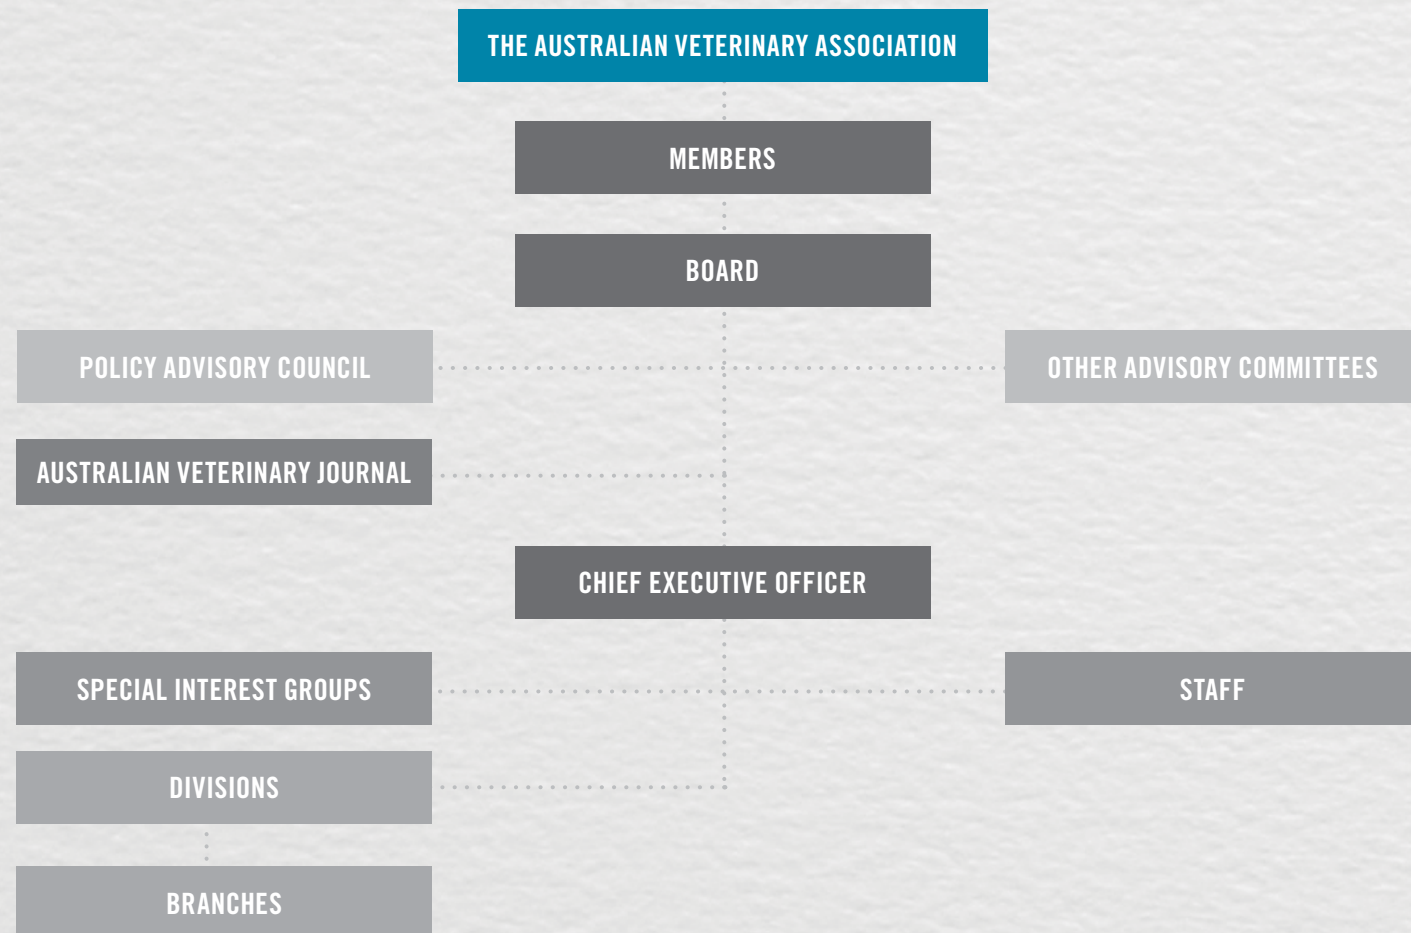 THE AUSTRALIAN VETERINARY ASSOCIATION
MEMBERS
BOARD
POLICY ADVISORY COUNCIL
OTHER ADVISORY COMMITTEES
AUSTRALIAN VETERINARY JOURNAL
CHIEF EXECUTIVE OFFICER
SPECIAL INTEREST GROUPS
STAFF
DIVISIONS
BRANCHES